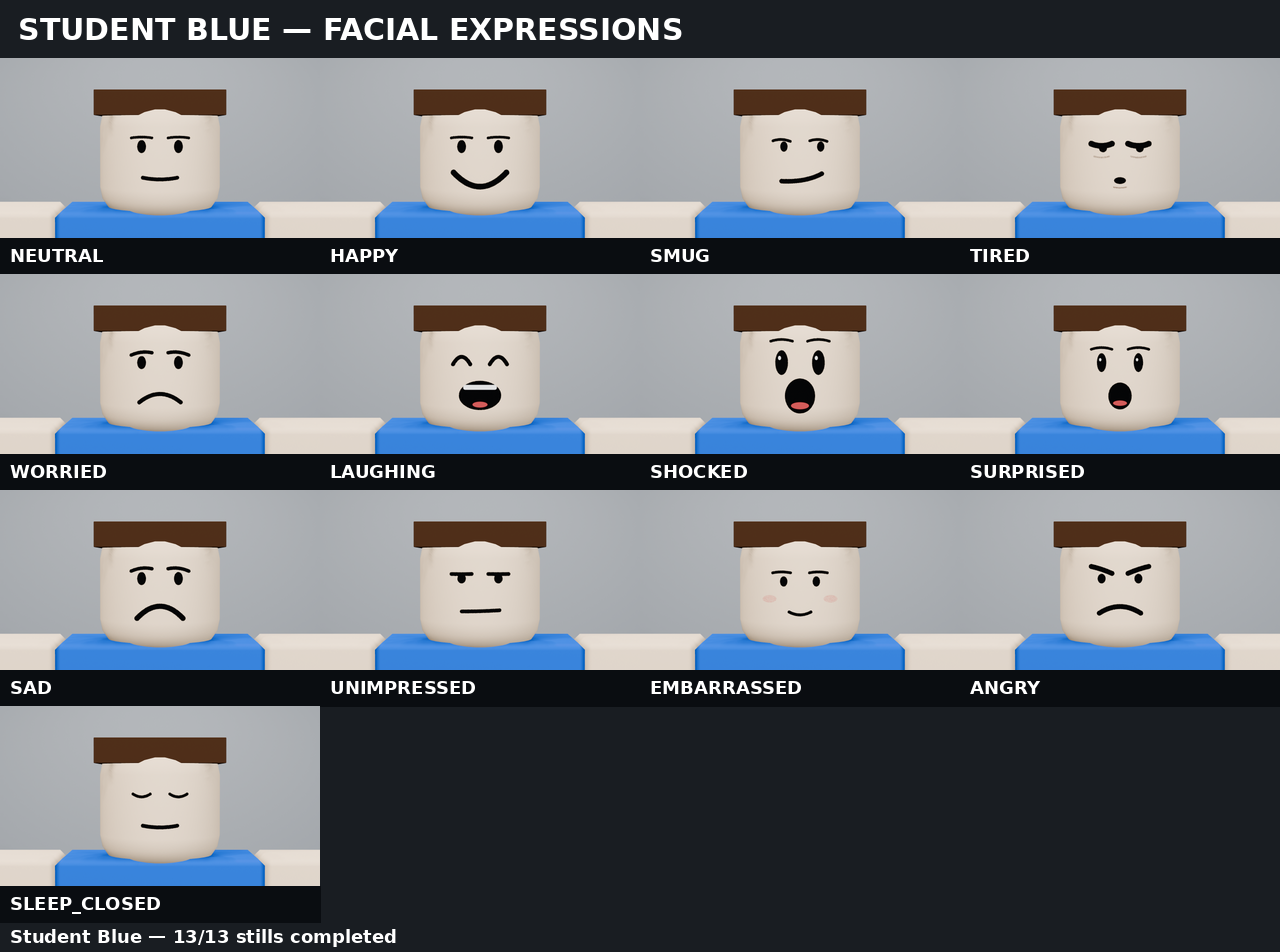 STUDENT BLUE — FACIAL EXPRESSIONS
NEUTRAL
HAPPY
SMUG
TIRED
WORRIED
LAUGHING
SHOCKED
SURPRISED
SAD
UNIMPRESSED
EMBARRASSED
ANGRY
SLEEP_CLOSED
Student Blue — 13/13 stills completed